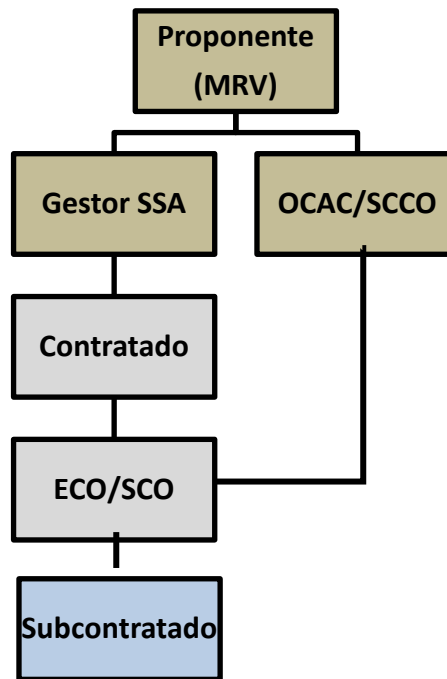 Proponente
(MRV)
Gestor SSA
OCAC/SCCO
Contratado
ECO/SCO
Subcontratado